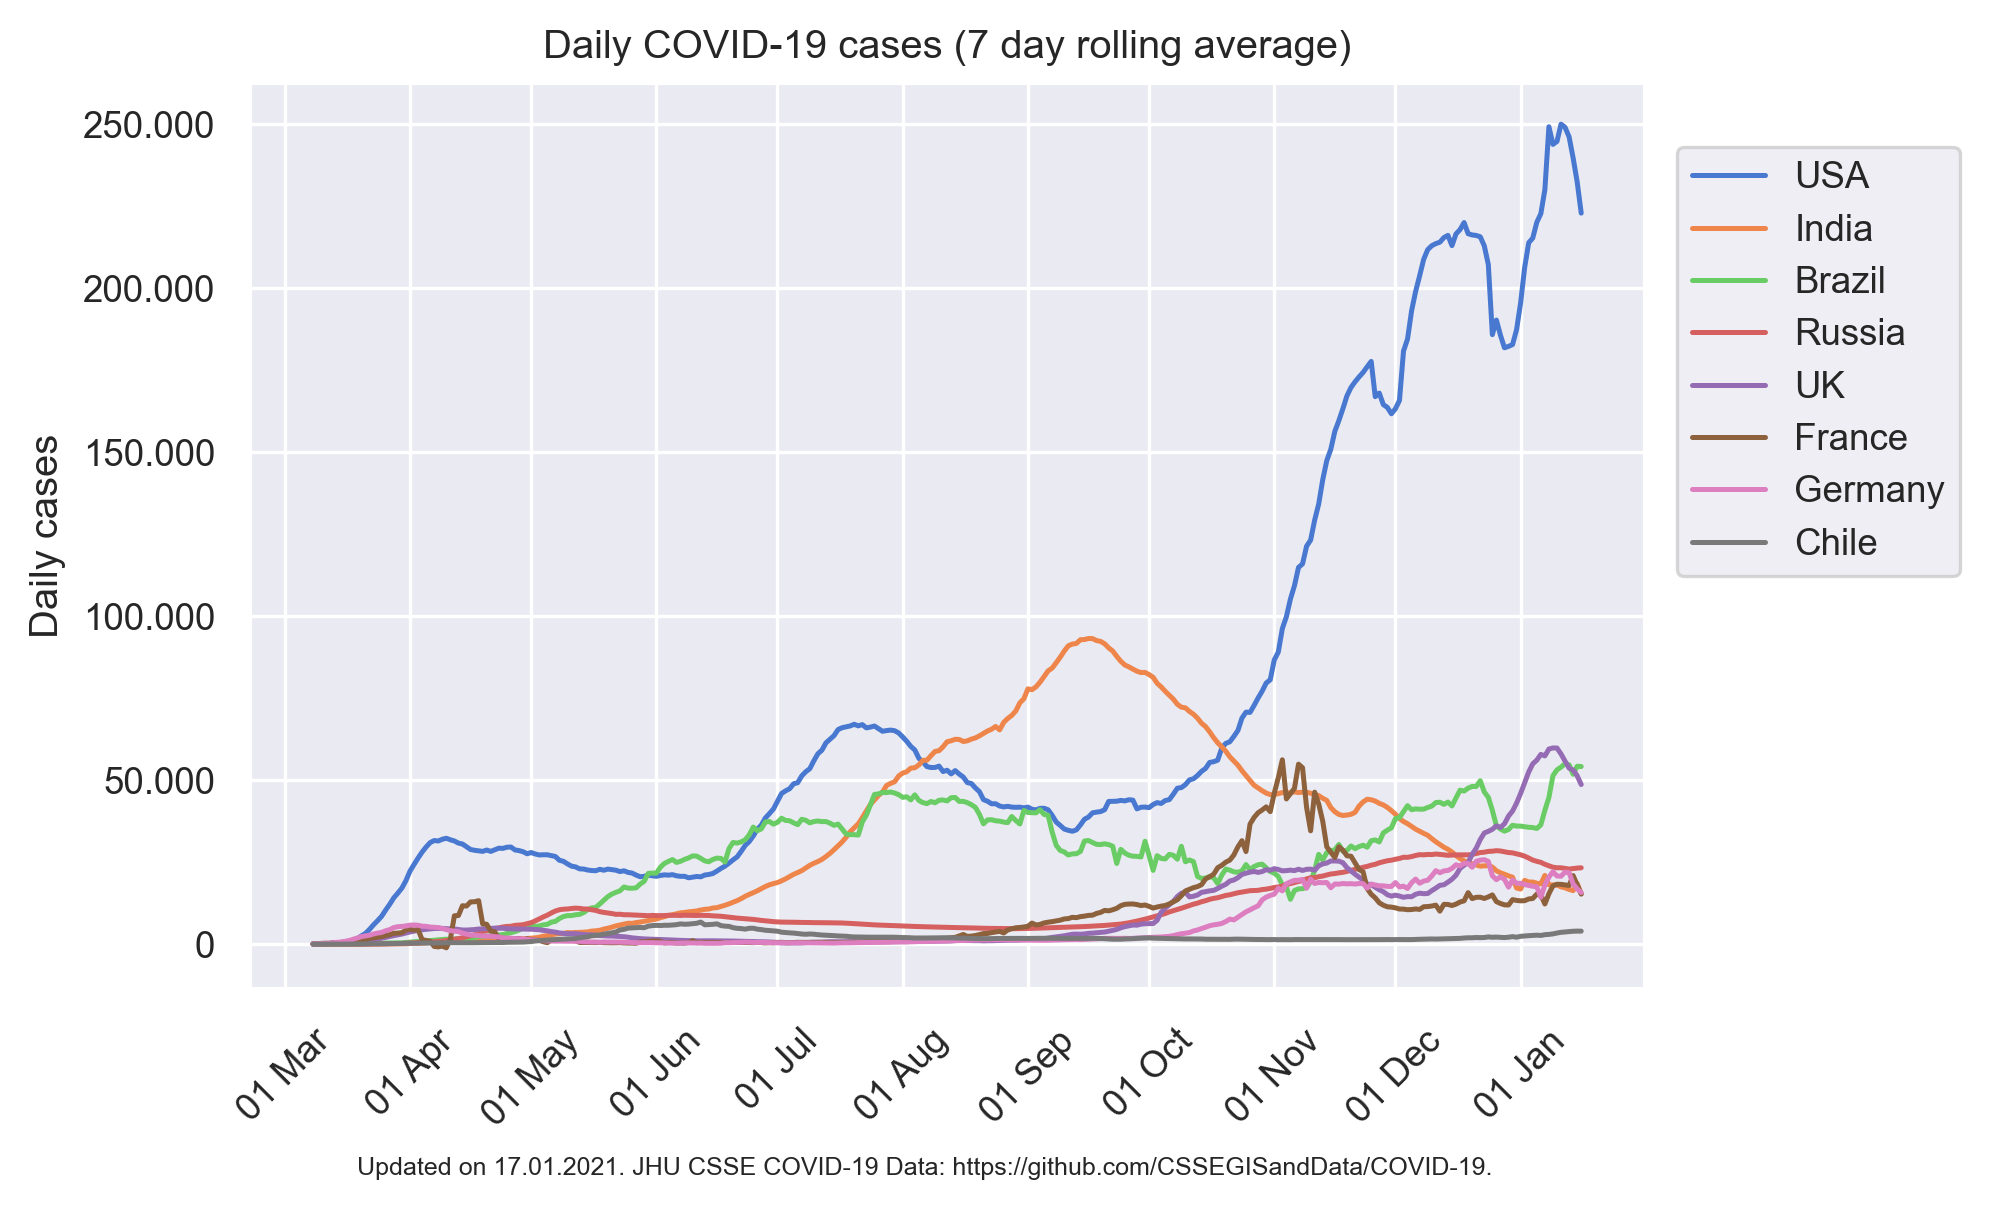 Daily COVID-19 cases (7 day rolling average)
250.000
200.000
150.000
100.000
50.000
0
Daily cases
USA
India
Brazil
Russia
UK
France
Germany
Chile
01 Mar
01 Apr
01 May
01 Jun
01 Jul
01 Aug
01 Sep
01 Oct
01 Nov
01 Dec
01 Jan
Updated on 17.01.2021. JHU CSSE COVID-19 Data: https://github.com/CSSEGISandData/COVID-19.